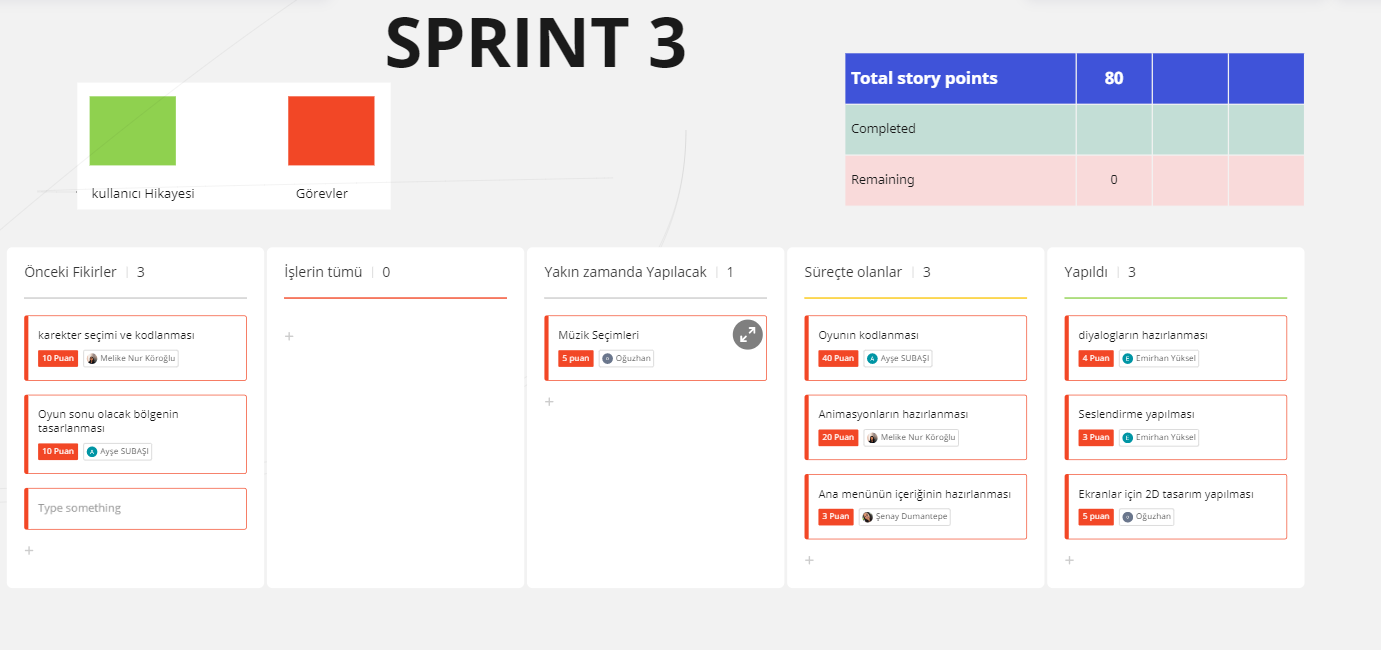 SPRINT 3
Total story points 80
Completed
Remaining 0
kullanıcı Hikayesi
Görevler
Önceki Fikirler | 3
karekter seçimi ve kodlanması
10 Puan Melike Nur Köroğlu
Oyun sonu olacak bölgenin
tasarlanması
10 Puan A Ayşe SUBAŞI
Type something
+
İşlerin tümü | 0
+
Yakın zamanda Yapılacak | 1
Müzik Seçimleri
5 puan Oğuzhan
+
Süreçte olanlar | 3
Oyunın kodlanması
40 Puan A Ayşe SUBAŞI
Animasyonların hazırlanması
20 Puan Melike Nur Köroğlu
Ana menünün içeriğinin hazırlanması
3 Puan Şenay Dumantepe
+
Yapıldı | 3
diyalogların hazırlanması
4 Puan E Emirhan Yüksel
Seslendirme yapılması
3 Puan E Emirhan Yüksel
Ekranlar için 2D tasarım yapılması
5 puan Oğuzhan
+